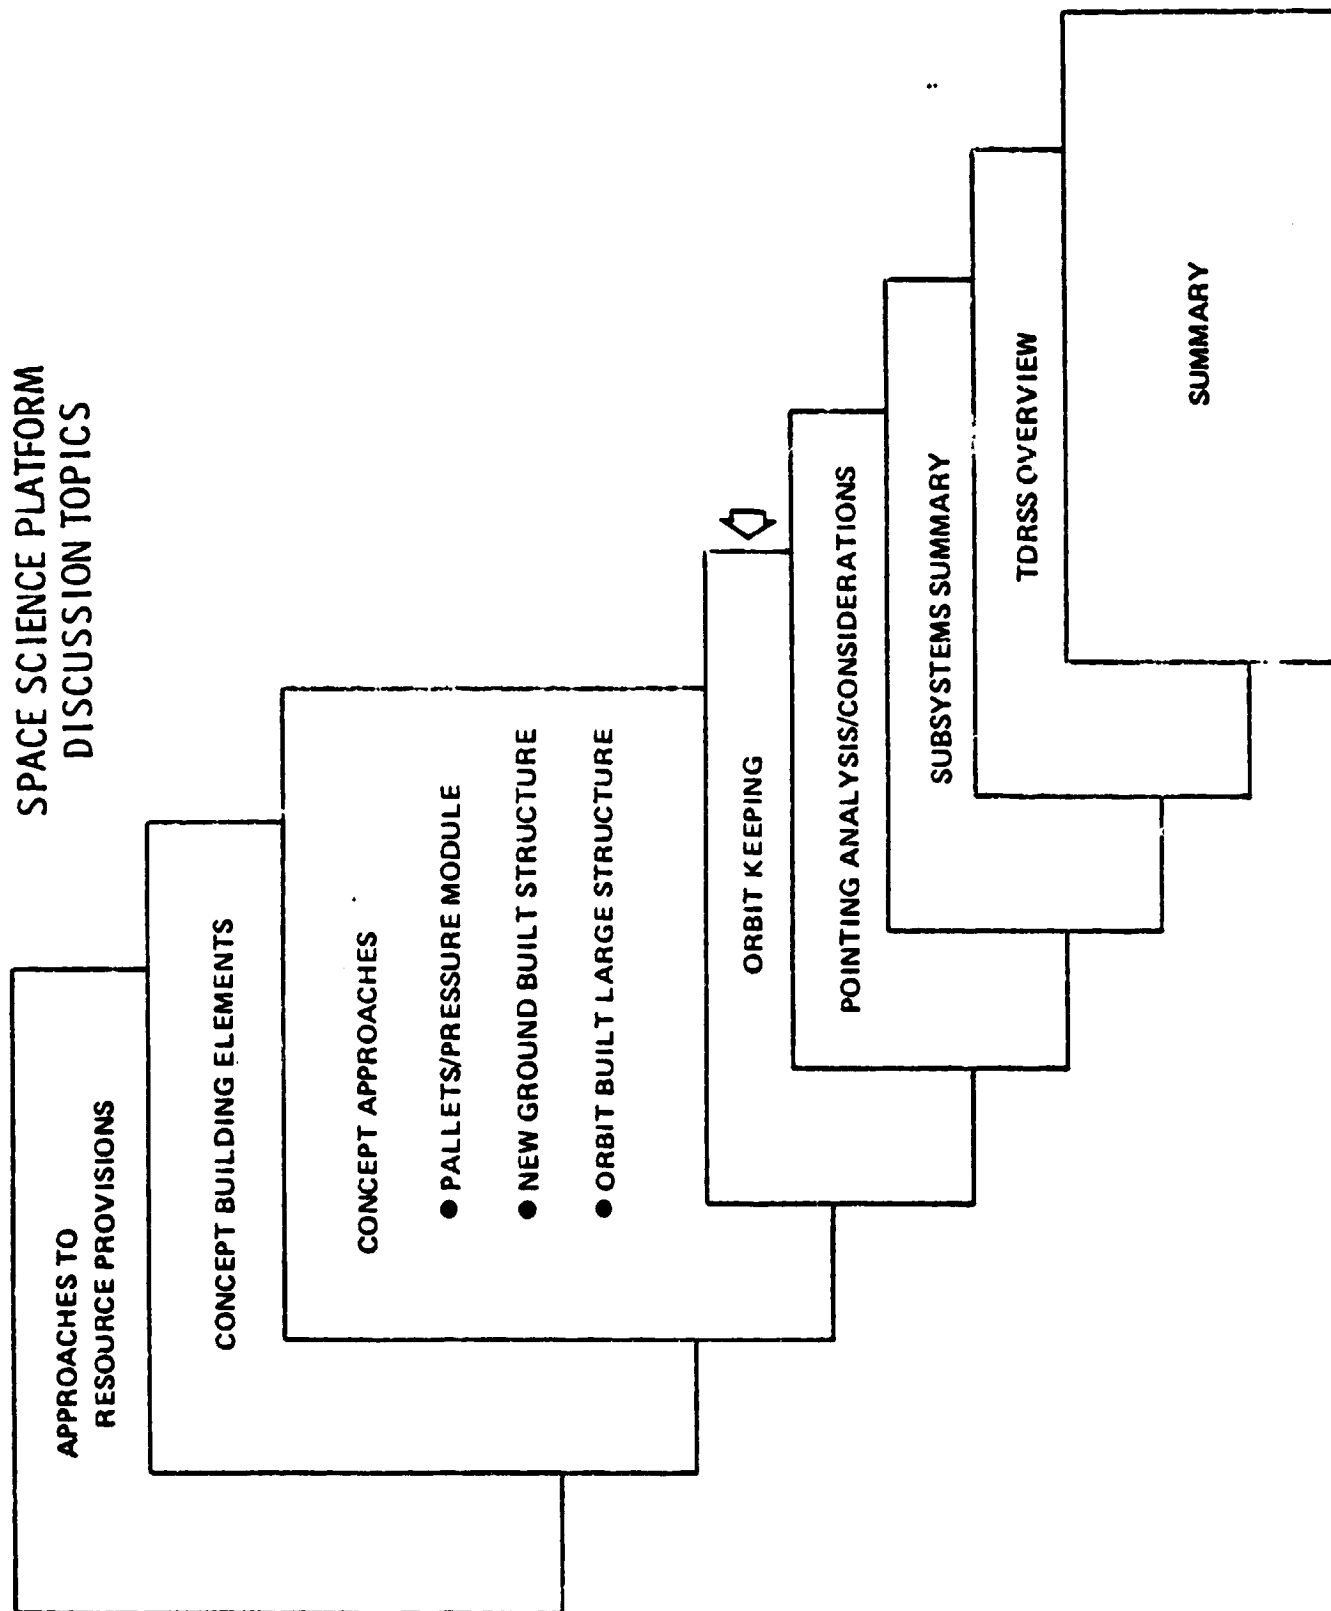 SPACE SCIENCE PLATFORM
DISCUSSION TOPICS
APPROACHES TO
RESOURCE PROVISIONS
CONCEPT BUILDING ELEMENTS
CONCEPT APPROACHES
● PALLETS/PRESSURE MODULE
● NEW GROUND BUILT STRUCTURE
● ORBIT BUILT LARGE STRUCTURE
ORBIT KEEPING
POINTING ANALYSIS/CONSIDERATIONS
SUBSYSTEMS SUMMARY
TDRSS OVERVIEW
SUMMARY